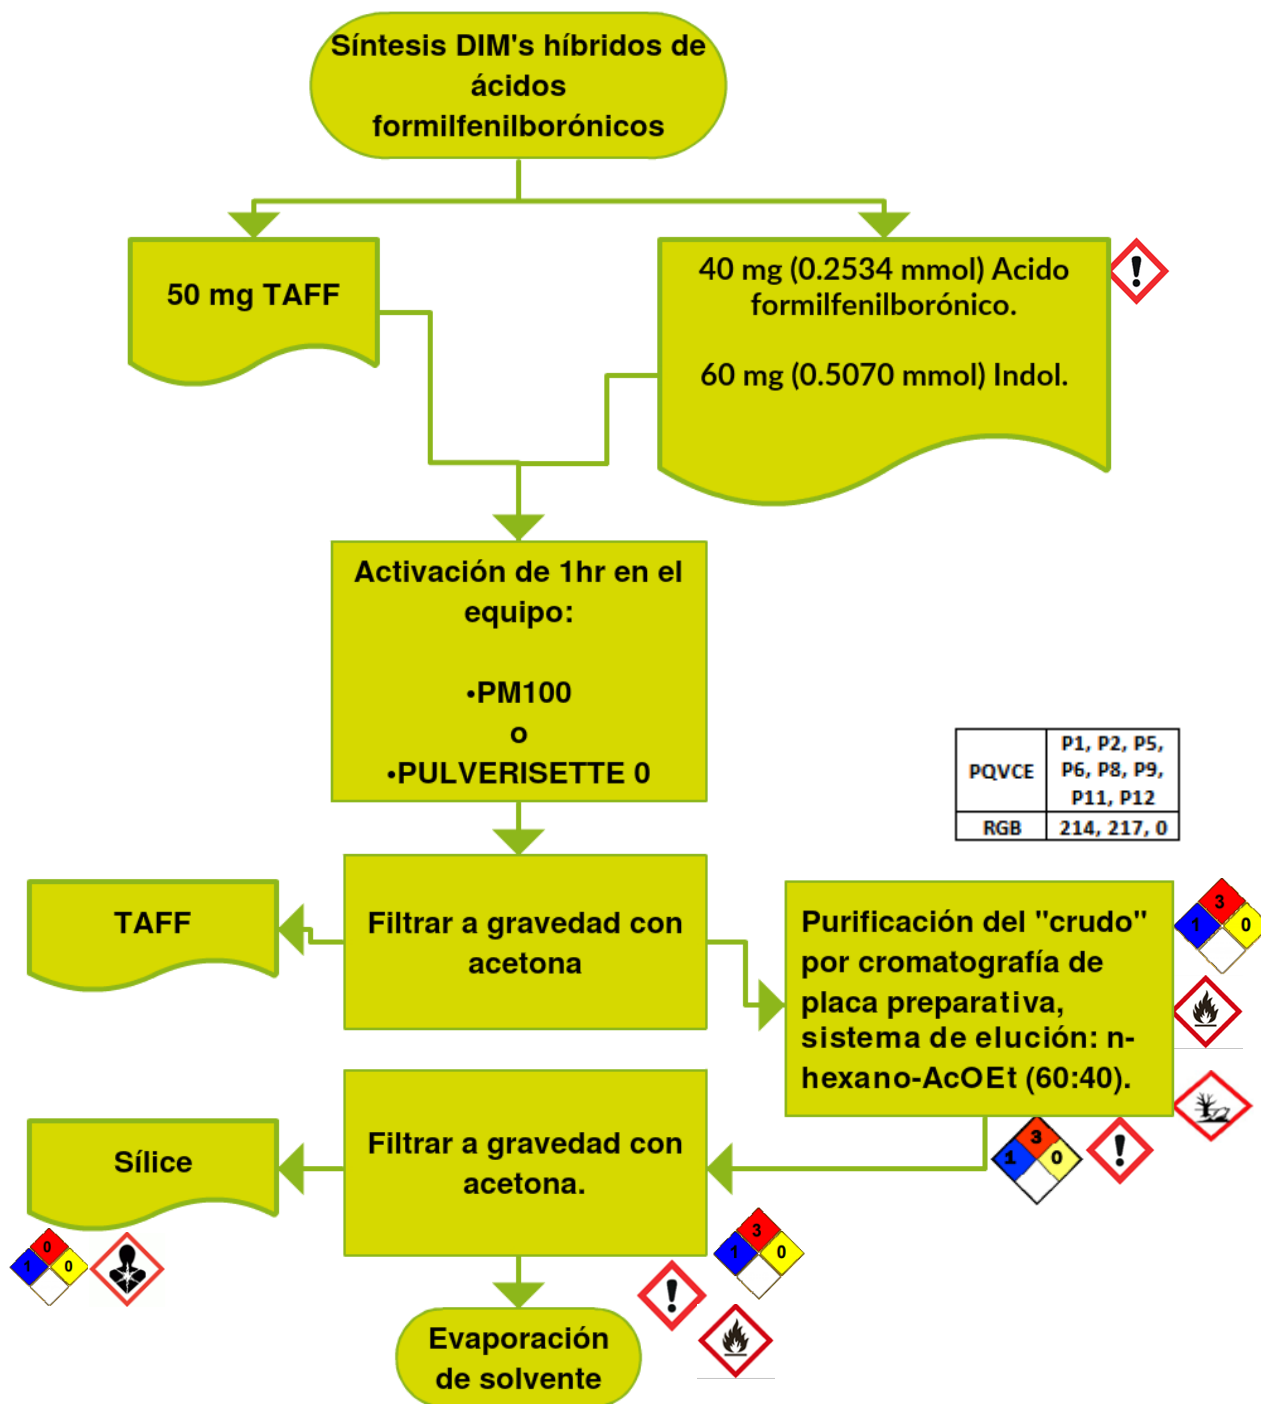 Síntesis DIM's híbridos de
ácidos
formilfenilborónicos
50 mg TAFF
40 mg (0.2534 mmol) Acido
formilfenilborónico.
60 mg (0.5070 mmol) Indol.
Activación de 1hr en el
equipo:
•PM100
o
•PULVERISETTE 0
PQVCE
P1, P2, P5,
P6, P8, P9,
P11, P12
RGB
214, 217, 0
TAFF
Filtrar a gravedad con
acetona
Purificación del "crudo"
por cromatografía de
placa preparativa,
sistema de elución: n-
hexano-AcOEt (60:40).
3
1
0
3
1
0
Sílice
Filtrar a gravedad con
acetona.
0
1
0
3
1
0
Evaporación
de solvente